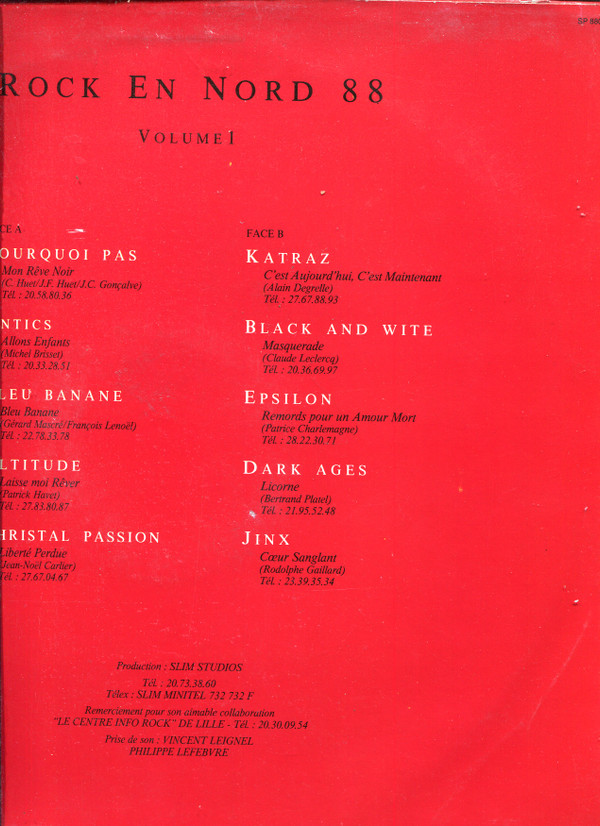 SP 880
ROCK EN NORD 88
VOLUME 1
CE A
OURQUOI PAS
Mon Rêve Noir
(C. Huet/J.F. Huet/J.C. Gonçalve)
Tél. : 20.58.80.36
NTICS
Allons Enfants
(Michel Brisset)
Tél. : 20.33.28.51
LEU BANANE
Bleu Banane
(Gérard Maseré/François Lenoël)
Tél. : 22.78.33.78
LTITUDE
Laisse moi Rêver
(Patrick Havet)
Tél. : 27.83.80.87
HRISTAL PASSION
Liberté Perdue
(Jean-Noël Carlier)
Tél. : 27.67.04.67
FACE B
KATRAZ
C'est Aujourd'hui, C'est Maintenant
(Alain Degrelle)
Tél. : 27.67.88.93
BLACK AND WITE
Masquerade
(Claude Leclercq)
Tél. : 20.36.69.97
EPSILON
Remords pour un Amour Mort
(Patrice Charlemagne)
Tél. : 28.22.30.71
DARK AGES
Licorne
(Bertrand Platel)
Tél. : 21.95.52.48
JINX
Cœur Sanglant
(Rodolphe Gaillard)
Tél. : 23.39.35.34
Production : SLIM STUDIOS
Tél. : 20.73.38.60
Télex : SLIM MINITEL 732 732 F
Remerciement pour son aimable collaboration
"LE CENTRE INFO ROCK" DE LILLE - Tél : 20.30.09.54
Prise de son : VINCENT LEIGNEL
PHILIPPE LEFEBVRE